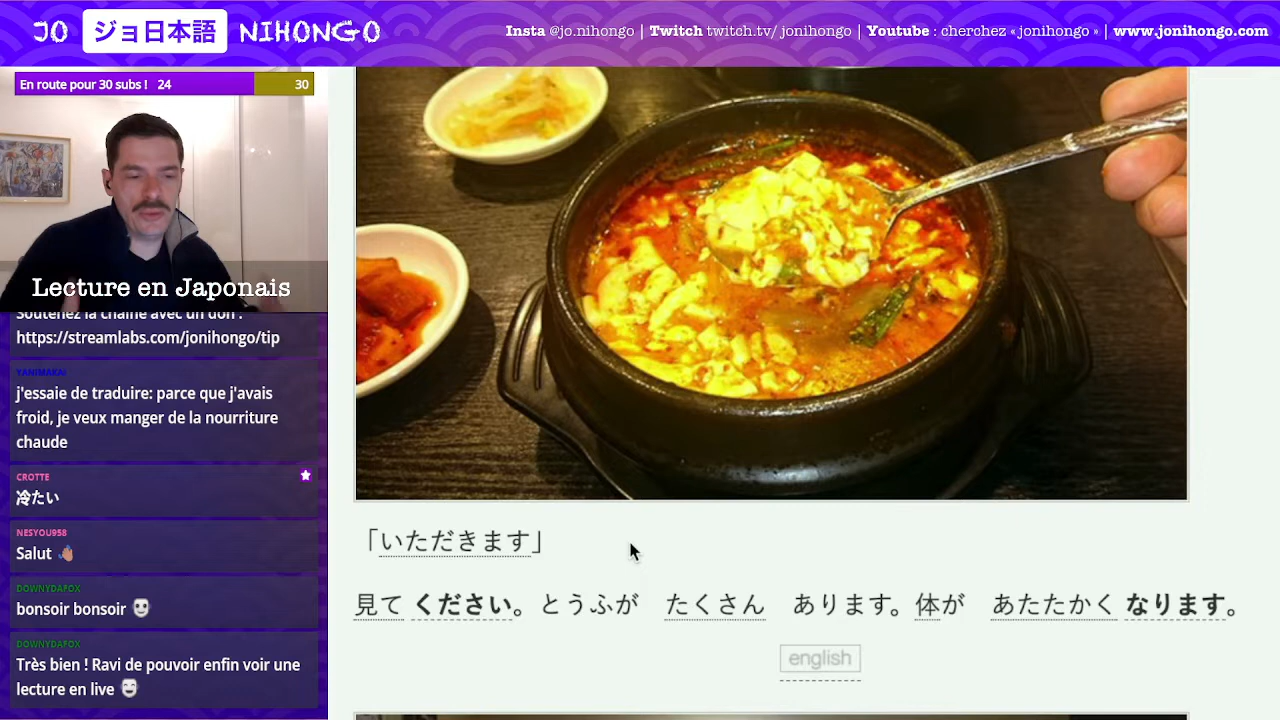 JO ジョ日本語 NIHONGO
Insta @jo.nihongo | Twitch twitch.tv/jonihongo | Youtube : cherchez « jonihongo » | www.jonihongo.com
En route pour 30 subs ! 24 30
Lecture en Japonais
Soutenez la chaîne avec un don :
https://streamlabs.com/jonihongo/tip
YANIMAKAI
j'essaie de traduire: parce que j'avais
froid, je veux manger de la nourriture
chaude
CROTTE
冷たい
NESYOU958
Salut
DOWNYDAFOX
bonsoir bonsoir
DOWNYDAFOX
Très bien ! Ravi de pouvoir enfin voir une
lecture en live
「いただきます」
見て ください。とうふが たくさん あります。体が あたたかく なります。
english